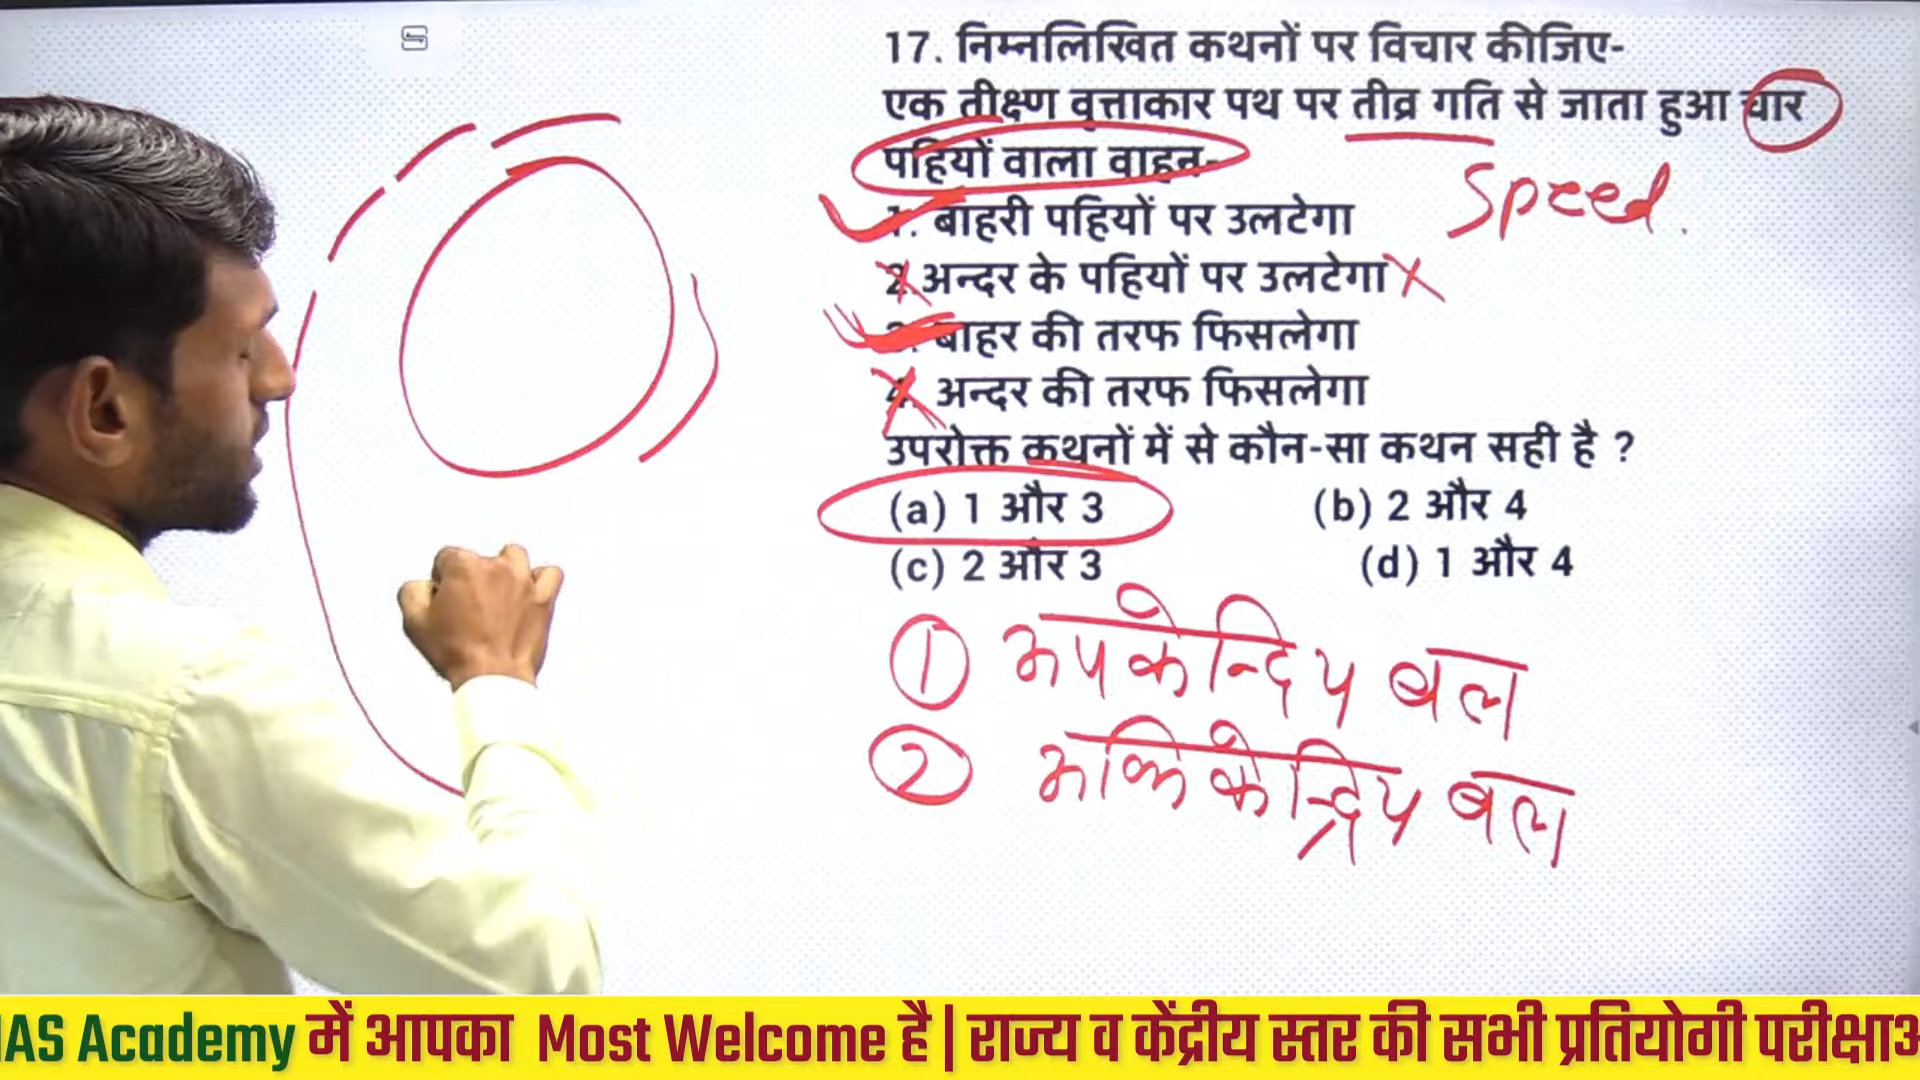 17. निम्नलिखित कथनों पर विचार कीजिए-
एक तीक्ष्ण वृत्ताकार पथ पर तीव्र गति से जाता हुआ चार
पहियों वाला वाहन-
Speed.
1. बाहरी पहियों पर उलटेगा
2. अन्दर के पहियों पर उलटेगा
3. बाहर की तरफ फिसलेगा
4. अन्दर की तरफ फिसलेगा
उपरोक्त कथनों में से कौन-सा कथन सही है ?
(a) 1 और 3 (b) 2 और 4
(c) 2 और 3 (d) 1 और 4
1 अपकेन्द्रिय बल
2 अभिकेन्द्रिय बल
IAS Academy में आपका Most Welcome है | राज्य व केंद्रीय स्तर की सभी प्रतियोगी